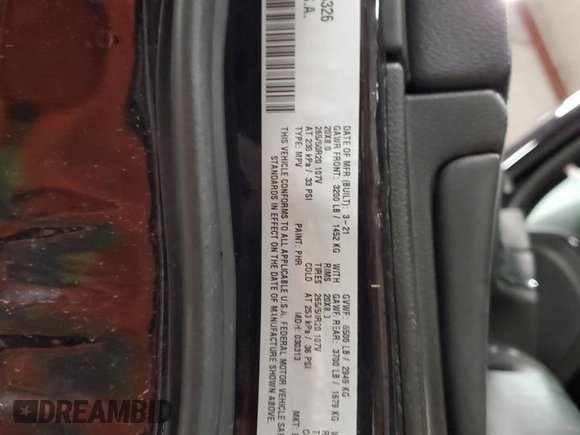 326
S.A.
DATE OF MFR (BUILT): 3-21 GVWR: 6500 LB / 2949 KG
GAWR FRONT: 3200 LB / 1452 KG WITH GAWR REAR: 3700 LB / 1679 KG
20X8.0 RIMS 20X8.0
265/50R20 107V TIRES 265/50R20 107V
AT 230 kPa / 33 PSI COLD AT 250 kPa / 36 PSI
TYPE: MPV PAINT: PHR MDH: 030313 MKT:
THIS VEHICLE CONFORMS TO ALL APPLICABLE U.S.A. FEDERAL MOTOR VEHICLE
STANDARDS IN EFFECT ON THE DATE OF MANUFACTURE SHOWN ABOVE.
DREAMBID